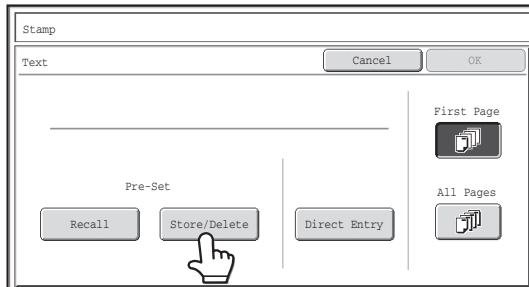 Stamp
Text
Cancel
OK
First Page
Pre-Set
All Pages
Recall
Store/Delete
Direct Entry